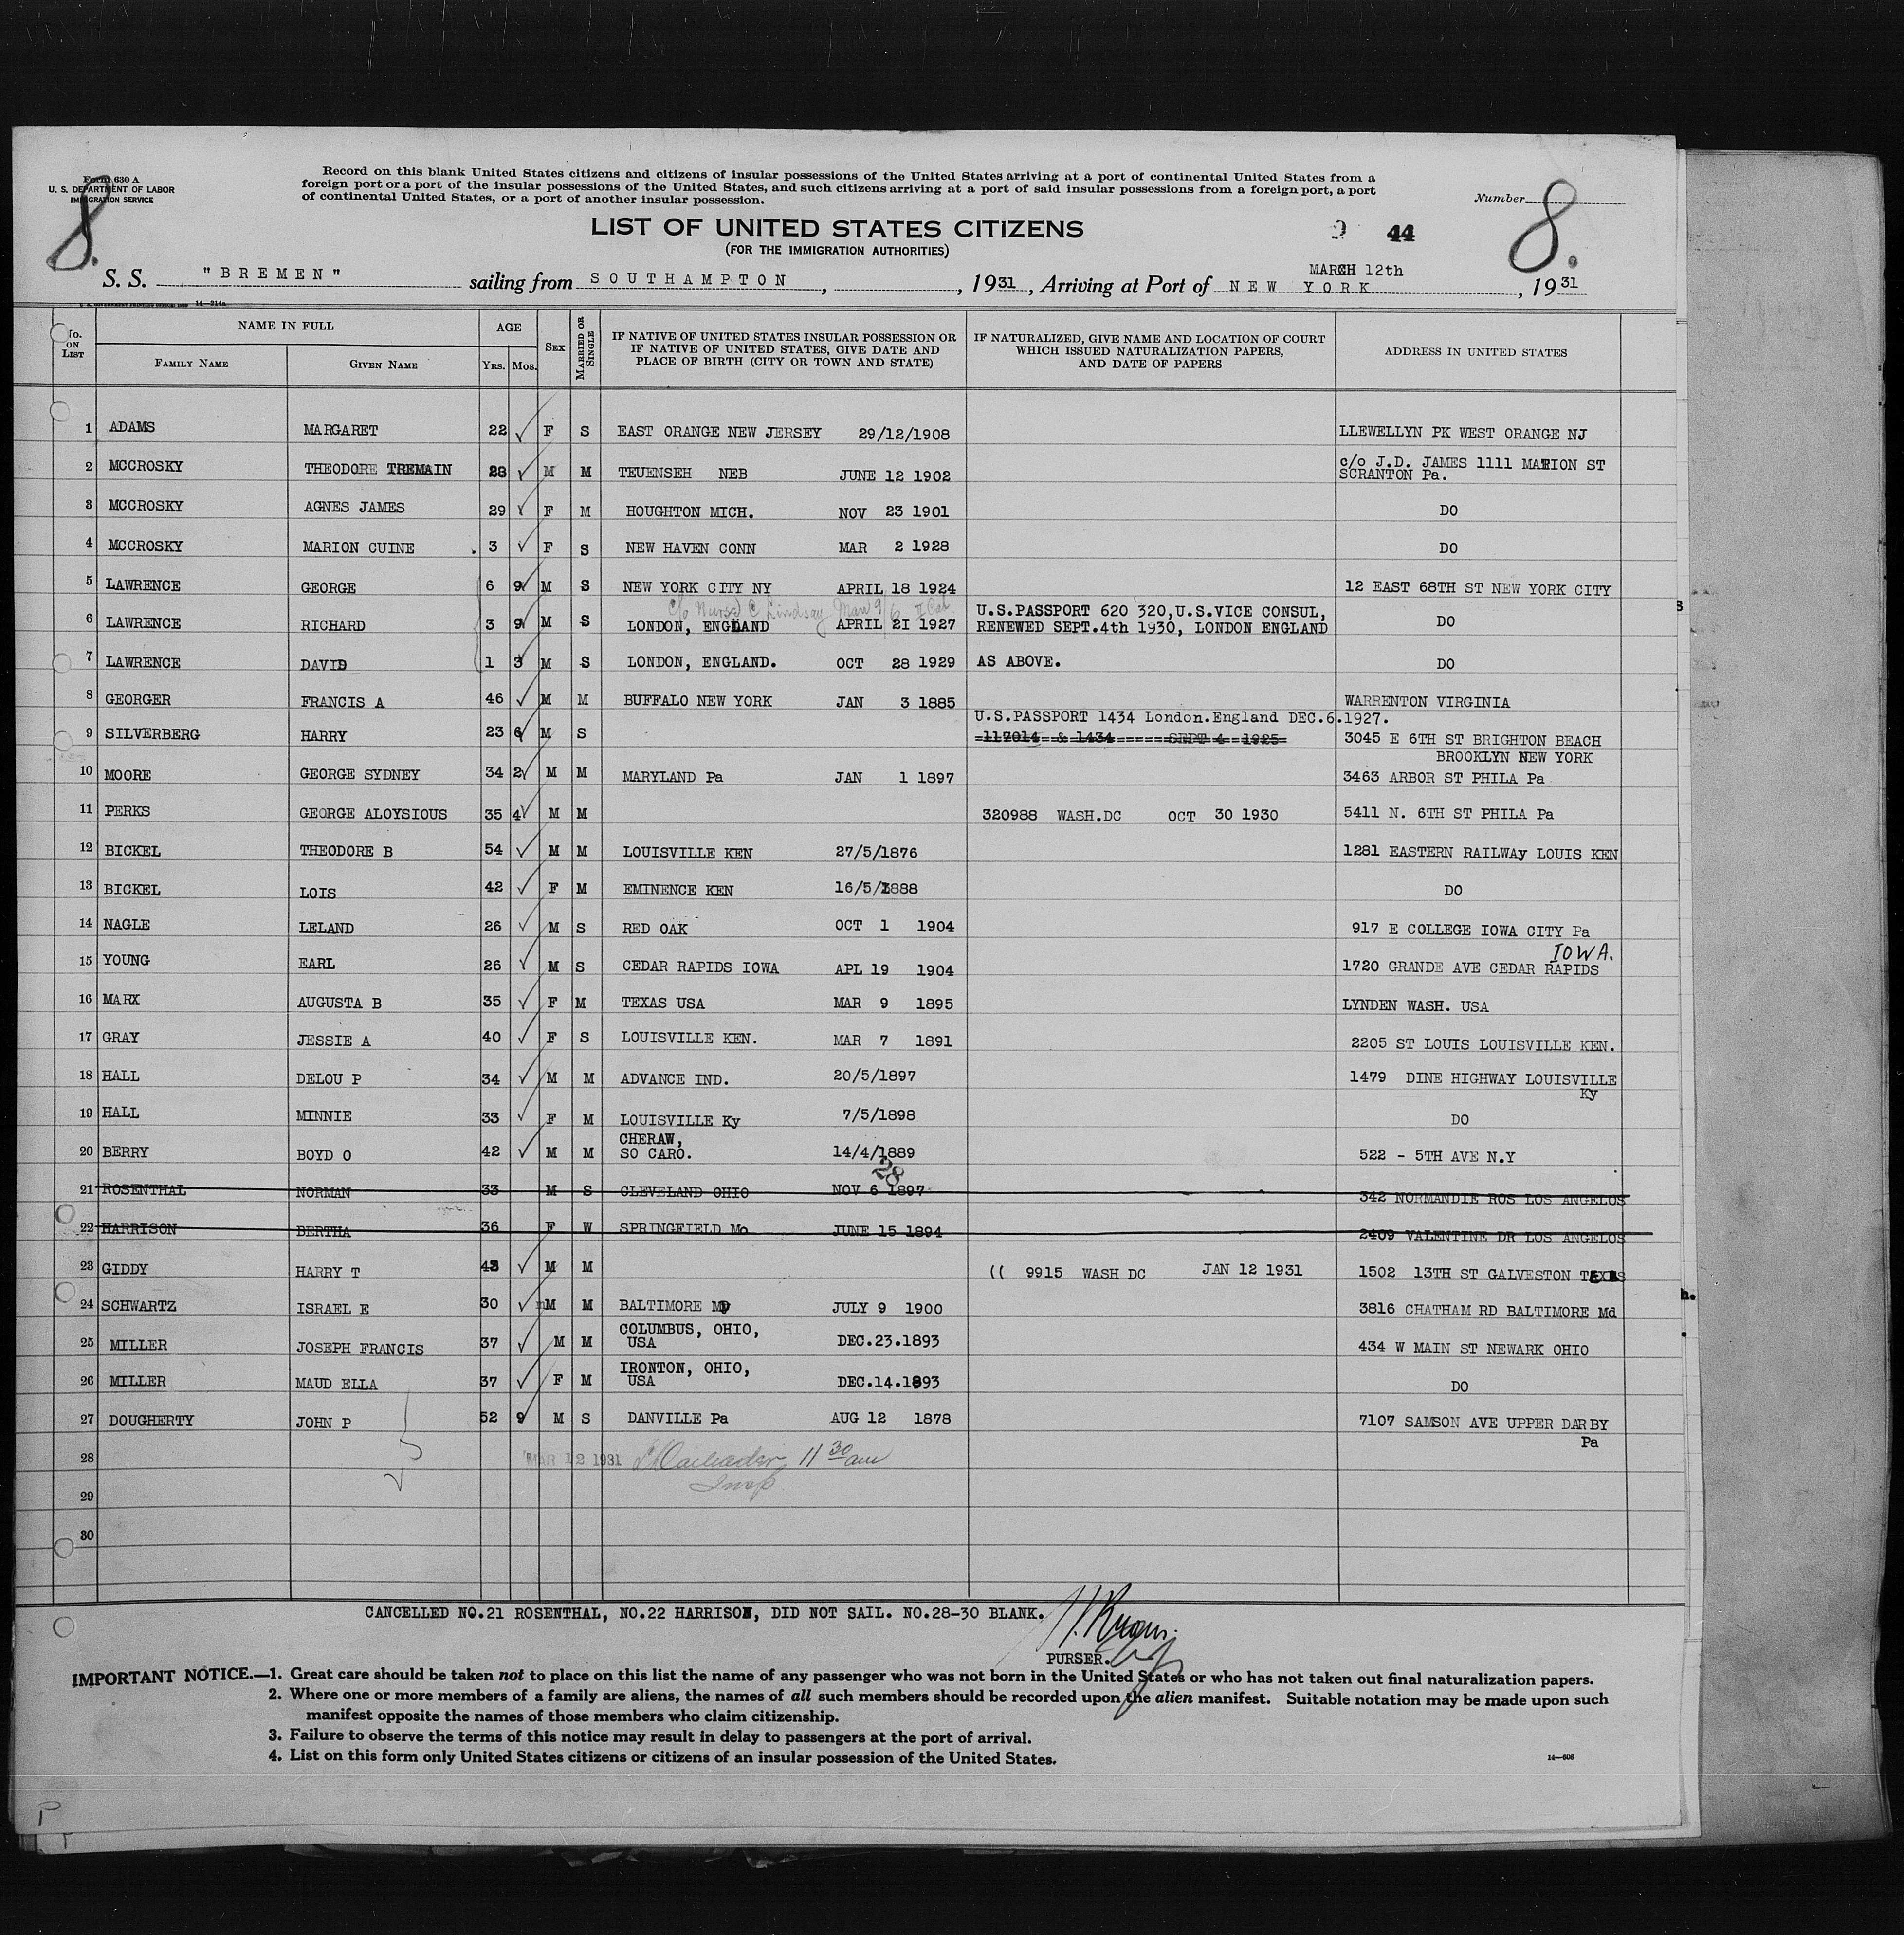 Form 630 A
U. S. DEPARTMENT OF LABOR
IMMIGRATION SERVICE
8.
Record on this blank United States citizens and citizens of insular possessions of the United States arriving at a port of continental United States from a
foreign port or a port of the insular possessions of the United States, and such citizens arriving at a port of said insular possessions from a foreign port, a port
of continental United States, or a port of another insular possession.
Number 8.
LIST OF UNITED STATES CITIZENS
(FOR THE IMMIGRATION AUTHORITIES)
9 44
S. S. "BREMEN" sailing from SOUTHAMPTON, , 1931, Arriving at Port of NEW YORK MARCH 12th, 1931
14—214a
No. ON LIST
NAME IN FULL
FAMILY NAME
GIVEN NAME
AGE
YRS. MOS.
SEX
MARRIED OR SINGLE
IF NATIVE OF UNITED STATES INSULAR POSSESSION OR
IF NATIVE OF UNITED STATES, GIVE DATE AND
PLACE OF BIRTH (CITY OR TOWN AND STATE)
IF NATURALIZED, GIVE NAME AND LOCATION OF COURT
WHICH ISSUED NATURALIZATION PAPERS,
AND DATE OF PAPERS
ADDRESS IN UNITED STATES
1 ADAMS MARGARET 22 F S EAST ORANGE NEW JERSEY 29/12/1908 LLEWELLYN PK WEST ORANGE NJ
2 MCCROSKY THEODORE TREMAIN 28 M M TEUENSEH NEB JUNE 12 1902 c/o J.D. JAMES 1111 MARION ST
SCRANTON Pa.
3 MCCROSKY AGNES JAMES 29 F M HOUGHTON MICH. NOV 23 1901 DO
4 MCCROSKY MARION CUINE . 3 F S NEW HAVEN CONN MAR 2 1928 DO
5 LAWRENCE GEORGE 6 9 M S NEW YORK CITY NY APRIL 18 1924 12 EAST 68TH ST NEW YORK CITY
c/o Nurse C Lindsay Man 9/6 II Cab
6 LAWRENCE RICHARD 3 9 M S LONDON, ENGLAND APRIL 21 1927 U.S.PASSPORT 620 320,U.S.VICE CONSUL,
RENEWED SEPT.4th 1930, LONDON ENGLAND DO
7 LAWRENCE DAVID 1 3 M S LONDON, ENGLAND. OCT 28 1929 AS ABOVE. DO
8 GEORGER FRANCIS A 46 M M BUFFALO NEW YORK JAN 3 1885 WARRENTON VIRGINIA
U.S.PASSPORT 1434 London.England DEC.6.1927.
9 SILVERBERG HARRY 23 6 M S 117014 & 1434 SEPT 4 1925 3045 E 6TH ST BRIGHTON BEACH
BROOKLYN NEW YORK
10 MOORE GEORGE SYDNEY 34 2 M M MARYLAND Pa JAN 1 1897 3463 ARBOR ST PHILA Pa
11 PERKS GEORGE ALOYSIOUS 35 4 M M 320988 WASH.DC OCT 30 1930 5411 N. 6TH ST PHILA Pa
12 BICKEL THEODORE B 54 M M LOUISVILLE KEN 27/5/1876 1281 EASTERN RAILWAy LOUIS KEN
13 BICKEL LOIS 42 F M EMINENCE KEN 16/5/1888 DO
14 NAGLE LELAND 26 M S RED OAK OCT 1 1904 917 E COLLEGE IOWA CITY Pa
IOWA.
15 YOUNG EARL 26 M S CEDAR RAPIDS IOWA APL 19 1904 1720 GRANDE AVE CEDAR RAPIDS
16 MARX AUGUSTA B 35 F M TEXAS USA MAR 9 1895 LYNDEN WASH. USA
17 GRAY JESSIE A 40 F S LOUISVILLE KEN. MAR 7 1891 2205 ST LOUIS LOUISVILLE KEN.
18 HALL DELOU P 34 M M ADVANCE IND. 20/5/1897 1479 DINE HIGHWAY LOUISVILLE
Ky
19 HALL MINNIE 33 F M LOUISVILLE Ky 7/5/1898 DO
20 BERRY BOYD O 42 M M CHERAW,
SO CARO. 14/4/1889 522 - 5TH AVE N.Y
28
21 ROSENTHAL NORMAN 33 M S CLEVELAND OHIO NOV 6 1897 342 NORMANDIE ROS LOS ANGELOS
22 HARRISON BERTHA 36 F W SPRINGFIELD Mo JUNE 15 1894 2409 VALENTINE DR LOS ANGELOS
23 GIDDY HARRY T 43 M M (( 9915 WASH DC JAN 12 1931 1502 13TH ST GALVESTON TEXAS
24 SCHWARTZ ISRAEL E 30 M M BALTIMORE MD JULY 9 1900 3816 CHATHAM RD BALTIMORE Md
25 MILLER JOSEPH FRANCIS 37 M M COLUMBUS, OHIO,
USA DEC.23.1893 434 W MAIN ST NEWARK OHIO
26 MILLER MAUD ELLA 37 F M IRONTON, OHIO,
USA DEC.14.1893 DO
27 DOUGHERTY JOHN P 52 9 M S DANVILLE Pa AUG 12 1878 7107 SAMSON AVE UPPER DARBY
Pa
28 MAR 12 1931 11 30 am
Insp
29
30
CANCELLED NO.21 ROSENTHAL, NO.22 HARRISON, DID NOT SAIL. NO.28-30 BLANK.
PURSER.
IMPORTANT NOTICE.—1. Great care should be taken not to place on this list the name of any passenger who was not born in the United States or who has not taken out final naturalization papers.
2. Where one or more members of a family are aliens, the names of all such members should be recorded upon the alien manifest. Suitable notation may be made upon such
manifest opposite the names of those members who claim citizenship.
3. Failure to observe the terms of this notice may result in delay to passengers at the port of arrival.
4. List on this form only United States citizens or citizens of an insular possession of the United States.
14—608
P